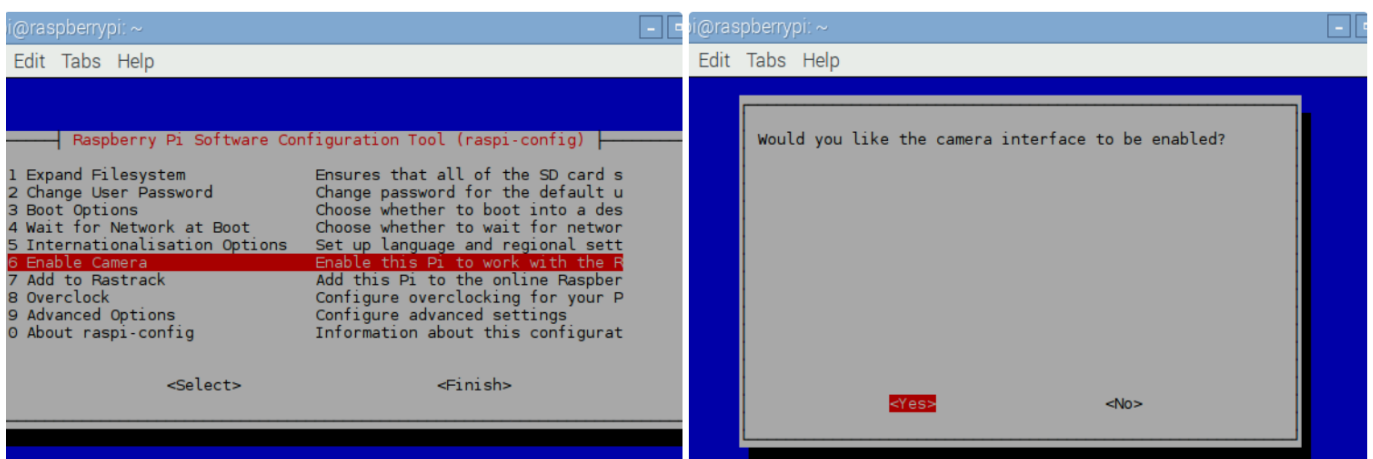 i@raspberrypi: ~
Edit Tabs Help
Raspberry Pi Software Configuration Tool (raspi-config)
1 Expand Filesystem Ensures that all of the SD card s
2 Change User Password Change password for the default u
3 Boot Options Choose whether to boot into a des
4 Wait for Network at Boot Choose whether to wait for networ
5 Internationalisation Options Set up language and regional sett
6 Enable Camera Enable this Pi to work with the R
7 Add to Rastrack Add this Pi to the online Raspber
8 Overclock Configure overclocking for your P
9 Advanced Options Configure advanced settings
0 About raspi-config Information about this configurat
<Select> <Finish>
pi@raspberrypi: ~
Edit Tabs Help
Would you like the camera interface to be enabled?
<Yes> <No>